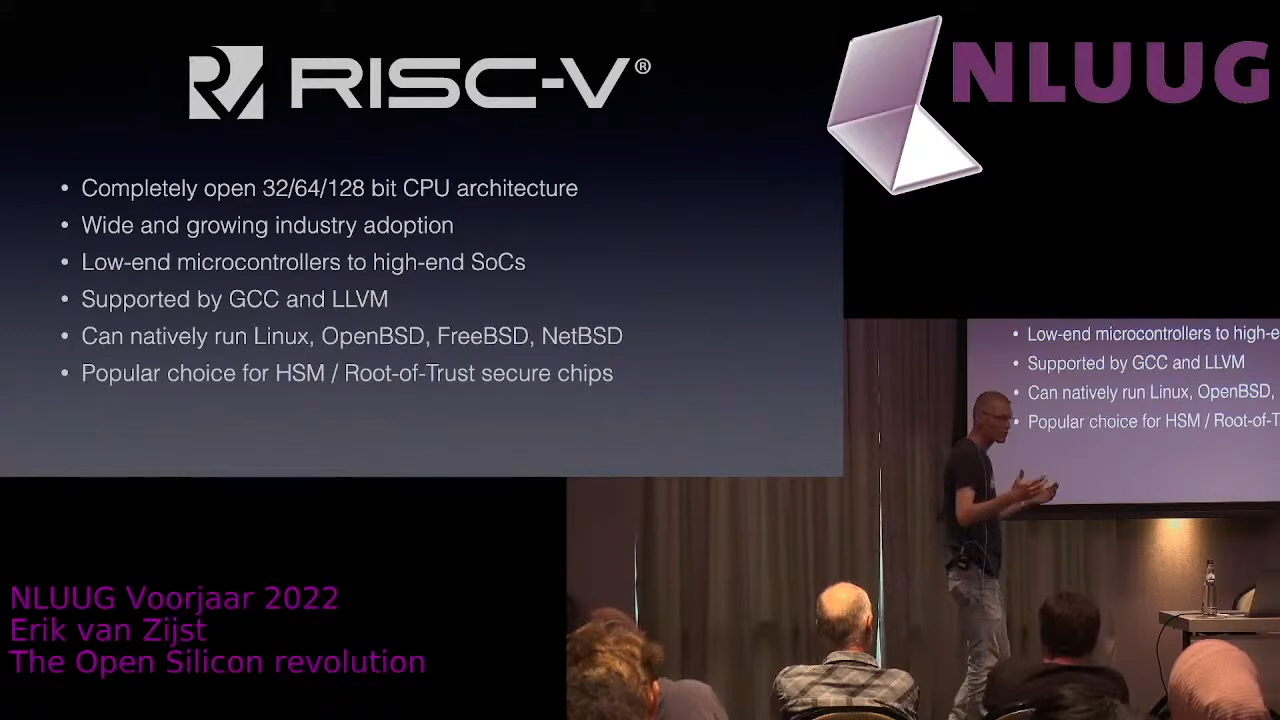 RISC-V®
NLUUG
• Completely open 32/64/128 bit CPU architecture
• Wide and growing industry adoption
• Low-end microcontrollers to high-end SoCs
• Supported by GCC and LLVM
• Can natively run Linux, OpenBSD, FreeBSD, NetBSD
• Popular choice for HSM / Root-of-Trust secure chips
• Low-end microcontrollers to high-e
• Supported by GCC and LLVM
• Can natively run Linux, OpenBSD,
• Popular choice for HSM / Root-of-T
NLUUG Voorjaar 2022
Erik van Zijst
The Open Silicon revolution